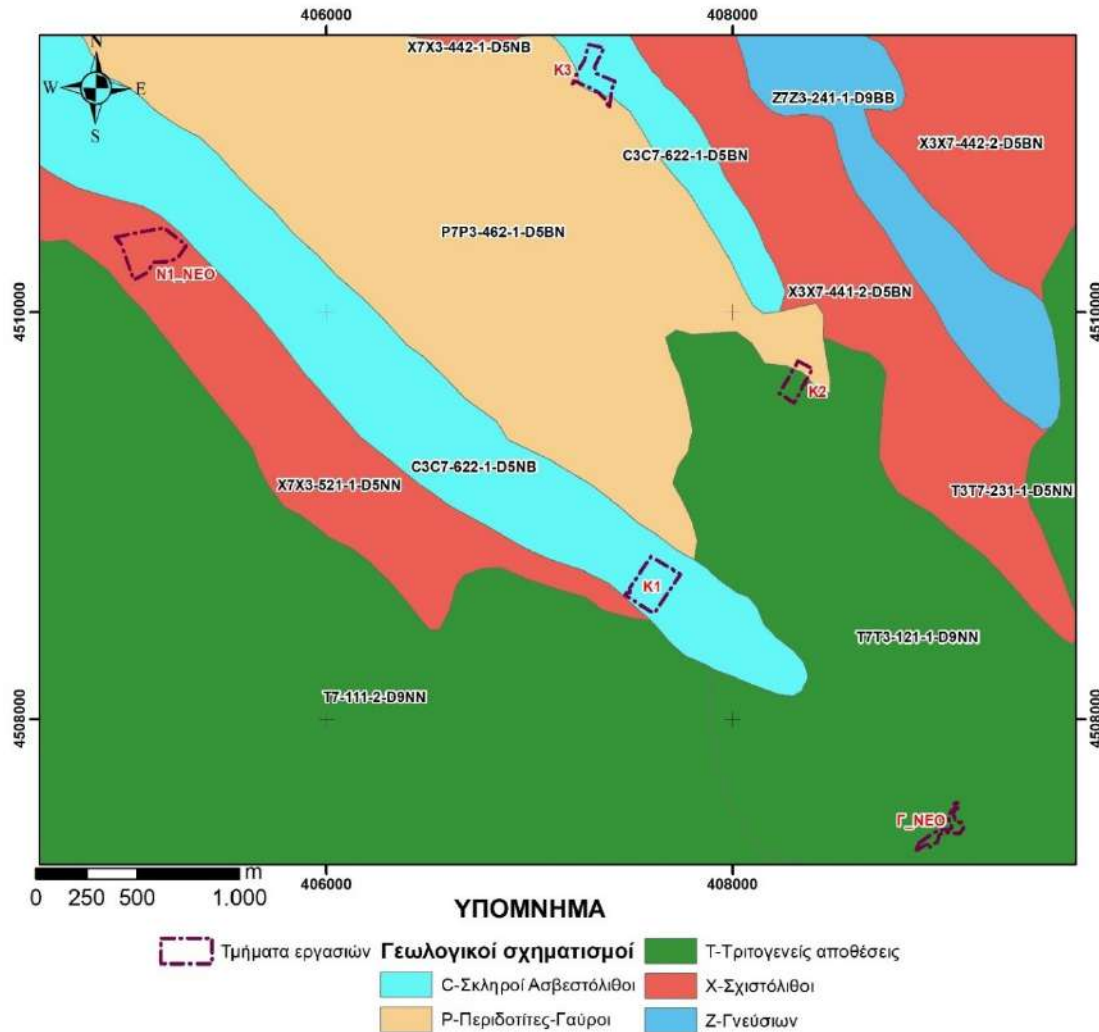 406000
408000
X7X3-442-1-D5NB
K3
N
W
E
S
Z7Z3-241-1-D9BB
X3X7-442-2-D5BN
C3C7-622-1-D5BN
P7P3-462-1-D5BN
N1_NEO
X3X7-441-2-D5BN
4510000
4510000
K2
C3C7-622-1-D5NB
X7X3-521-1-D5NN
T3T7-231-1-D5NN
K1
T7T3-121-1-D9NN
T7-111-2-D9NN
4508000
4508000
Γ_NEO
m
0 250 500 1.000
406000
408000
ΥΠΟΜΝΗΜΑ
Τμήματα εργασιών
Γεωλογικοί σχηματισμοί
T-Τριτογενείς αποθέσεις
C-Σκληροί Ασβεστόλιθοι
X-Σχιστόλιθοι
P-Περιδοτίτες-Γαύροι
Z-Γνεύσιων